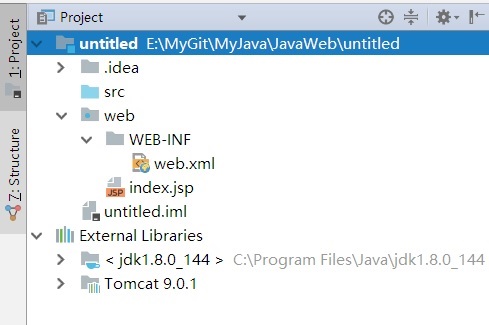 Project
1: Project
Z: Structure
untitled E:\MyGit\MyJava\JavaWeb\untitled
.idea
src
web
WEB-INF
web.xml
JSP index.jsp
untitled.iml
External Libraries
< jdk1.8.0_144 > C:\Program Files\Java\jdk1.8.0_144
Tomcat 9.0.1